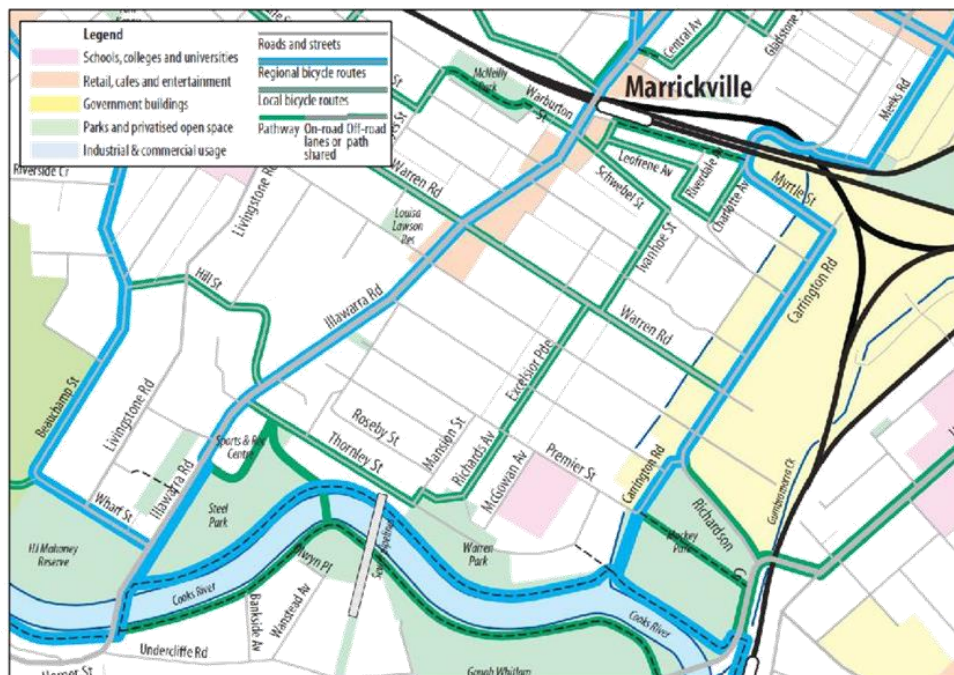 Legend
Schools, colleges and universities
Retail, cafes and entertainment
Government buildings
Parks and privatised open space
Industrial & commercial usage
Roads and streets
Regional bicycle routes
Local bicycle routes
Pathway
On-road lanes or shared
Off-road path
Central Av
Gladstone St
McNeilly Park
Marrickville
Meeks Rd
Warburton St
Leofrene Av
Riverdale
Schwebel St
Charlotte Av
Myrtle St
Riverside Cr
Livingstone Rd
Warren Rd
Louisa Lawson Res
Ivanhoe St
Carrington Rd
Hill St
Illawarra Rd
Warren Rd
Excelsior Pde
Beauchamp St
Livingstone Rd
Roseby St
Mansion St
Sports & Rec Centre
Thornley St
Richards Av
McGowan Av
Premier St
Carrington Rd
Illawarra Rd
Wharf St
Steel Park
Richardson
Mackey Park
HJ Mahoney Reserve
Warren Park
Cooks River
Bankside Av
Wanstead Av
Cooks River
Undercliffe Rd
Gough Whitlam